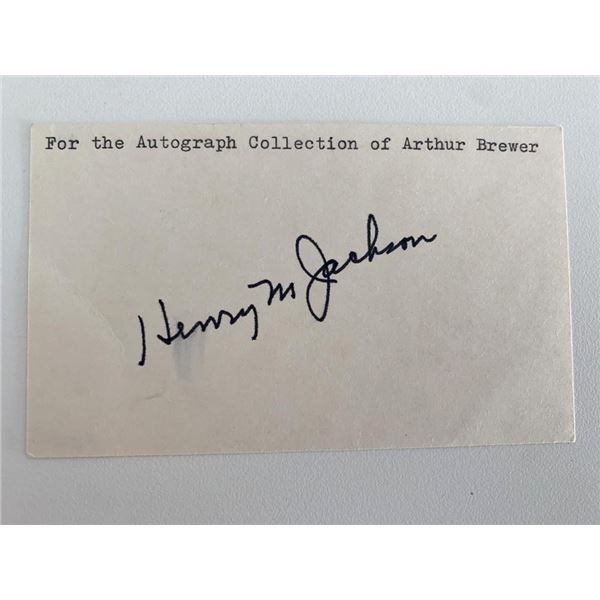 For the Autograph Collection of Arthur Brewer
Henry M Jackson